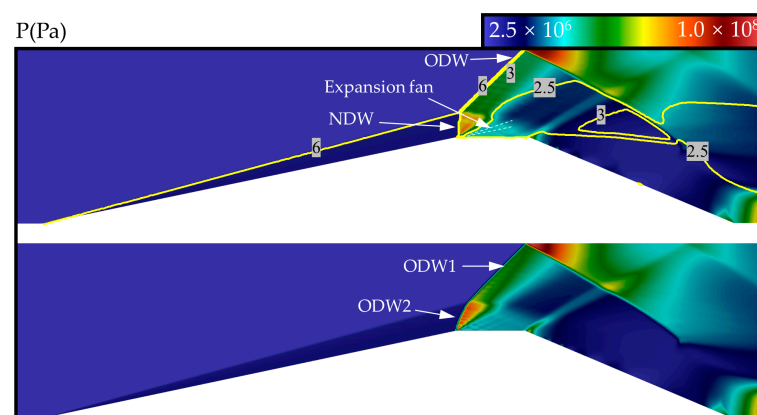 P(Pa)
2.5 × 10⁶ 1.0 × 10⁸
ODW
3
6
Expansion fan
2.5
NDW
3
6
2.5
ODW1
ODW2